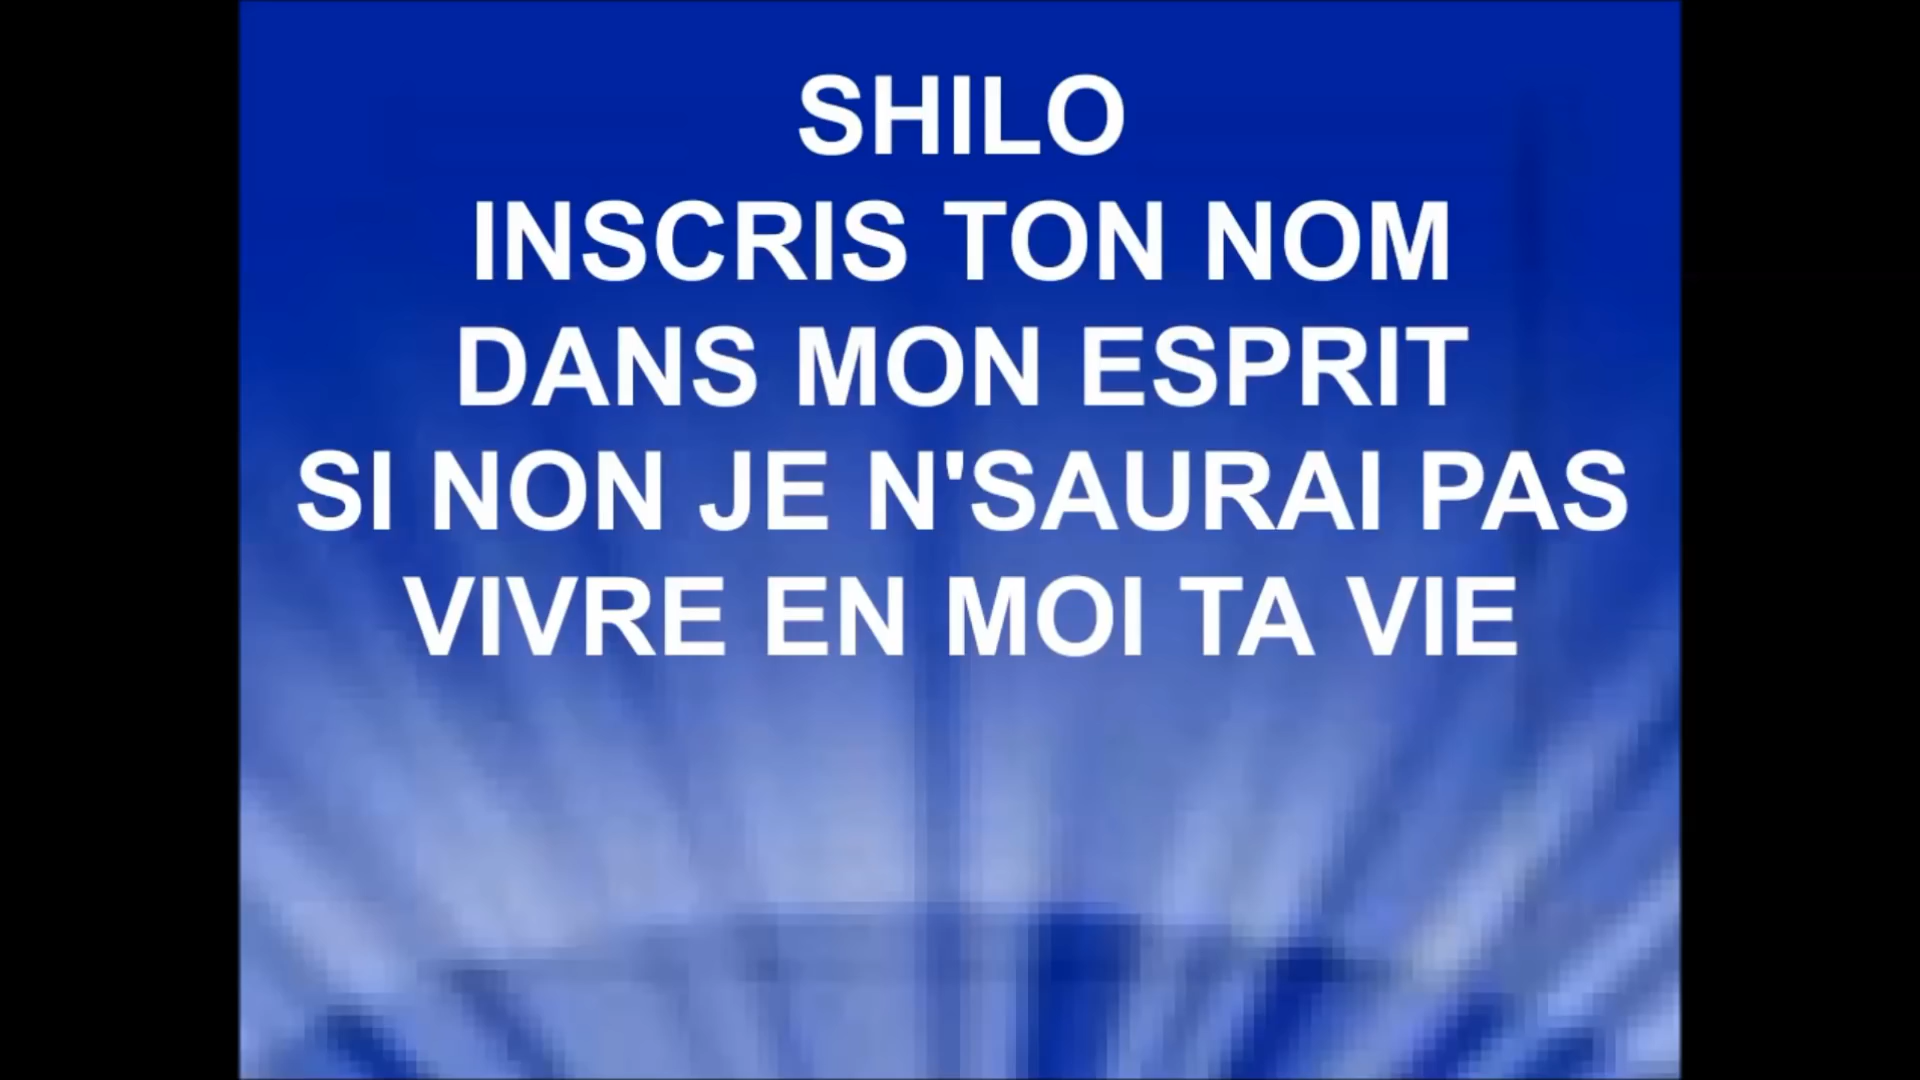 SHILO
INSCRIS TON NOM
DANS MON ESPRIT
SI NON JE N'SAURAI PAS
VIVRE EN MOI TA VIE